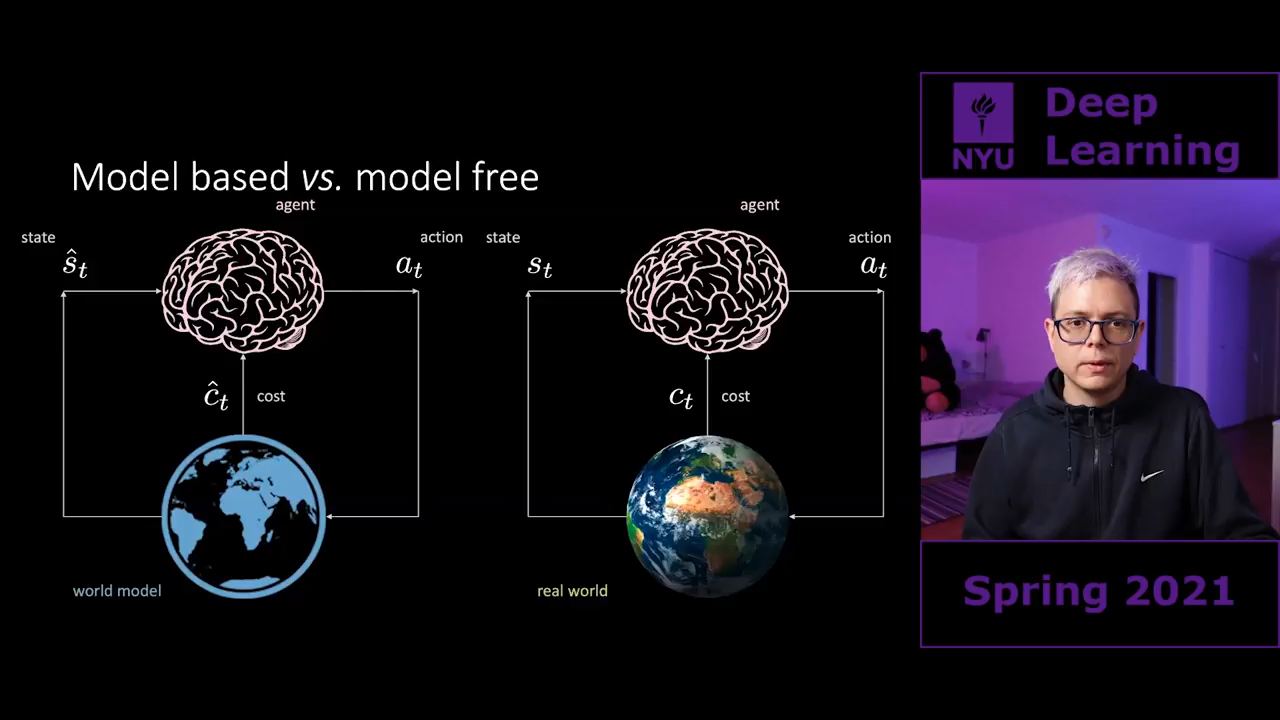 Model based vs. model free
agent
state
ŝt
action
at
ĉt
cost
world model
agent
state
st
action
at
ct
cost
real world
NYU
Deep
Learning
Spring 2021